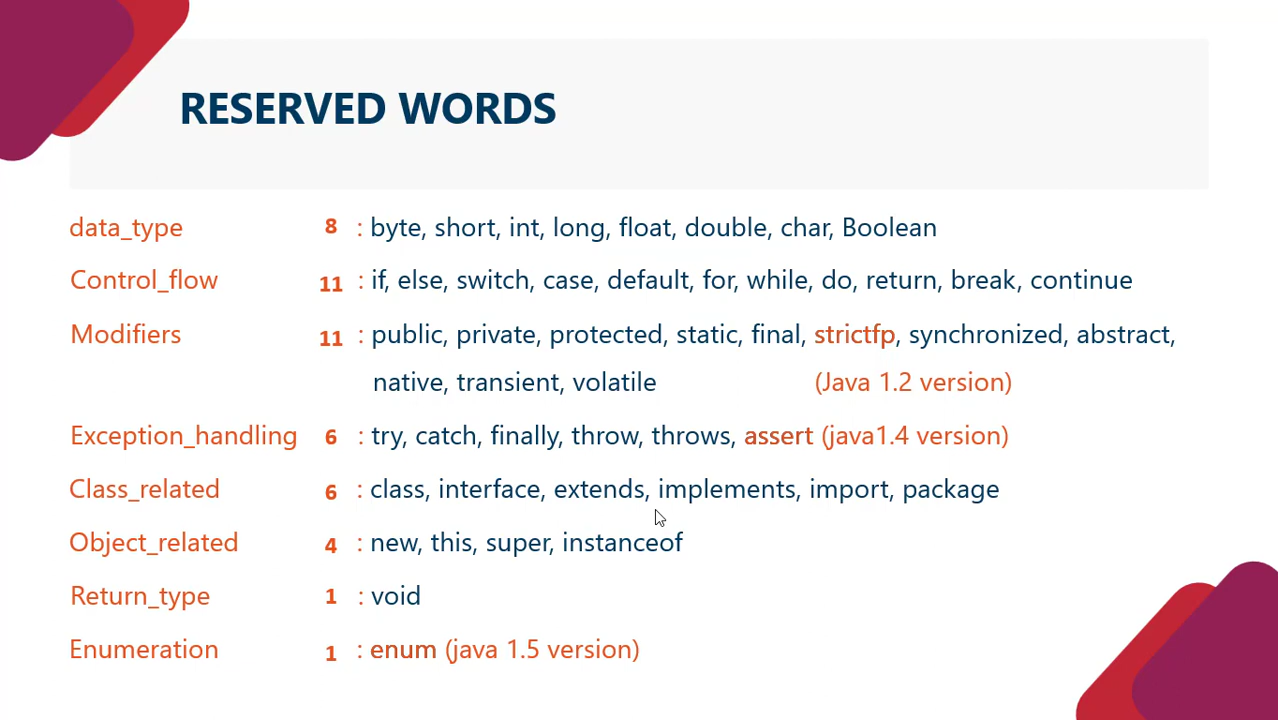 RESERVED WORDS
data_type 8 : byte, short, int, long, float, double, char, Boolean
Control_flow 11 : if, else, switch, case, default, for, while, do, return, break, continue
Modifiers 11 : public, private, protected, static, final, strictfp, synchronized, abstract,
native, transient, volatile (Java 1.2 version)
Exception_handling 6 : try, catch, finally, throw, throws, assert (java1.4 version)
Class_related 6 : class, interface, extends, implements, import, package
Object_related 4 : new, this, super, instanceof
Return_type 1 : void
Enumeration 1 : enum (java 1.5 version)